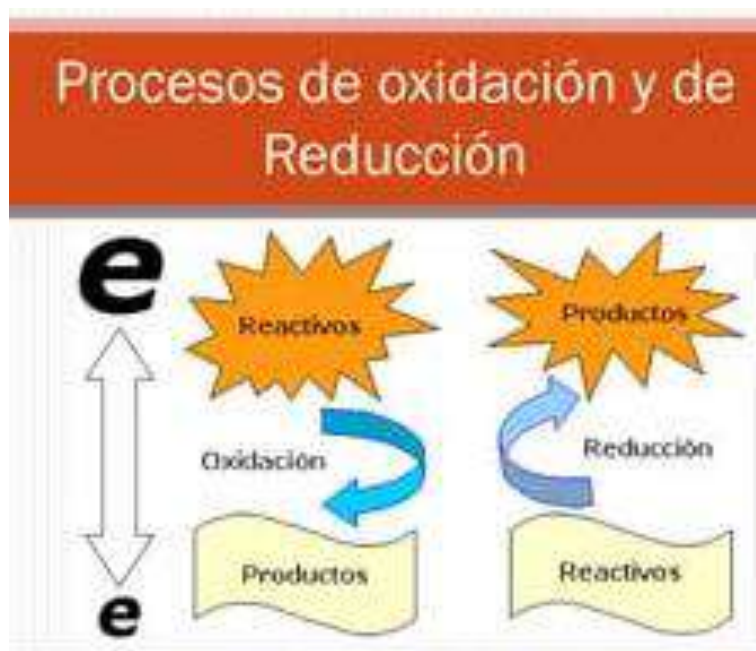 Procesos de oxidación y de
Reducción
e
Reactivos
Productos
Oxidación
Reducción
Productos
Reactivos
e